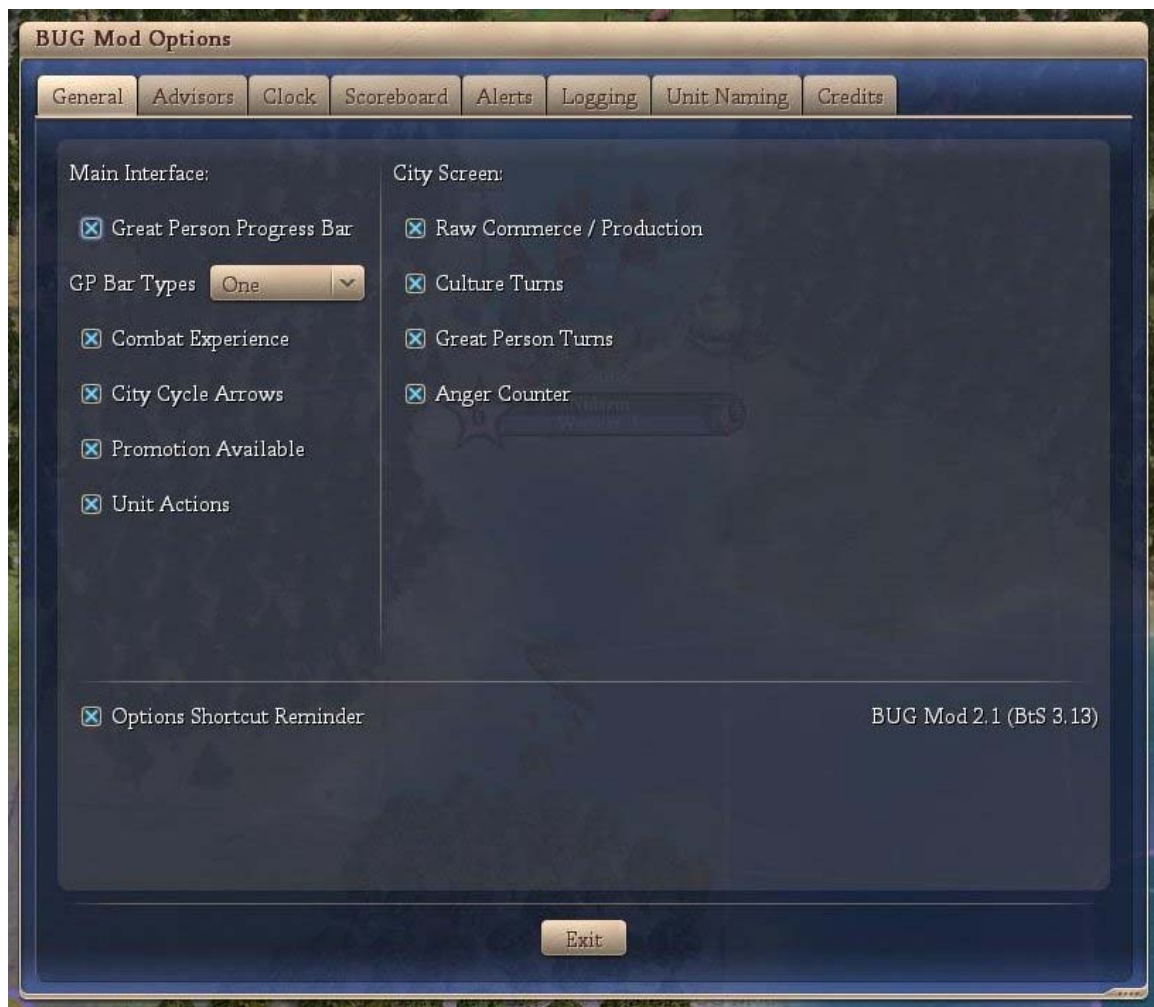 BUG Mod Options
General Advisors Clock Scoreboard Alerts Logging Unit Naming Credits
Main Interface:
Great Person Progress Bar
GP Bar Types One
Combat Experience
City Cycle Arrows
Promotion Available
Unit Actions
City Screen:
Raw Commerce / Production
Culture Turns
Great Person Turns
Anger Counter
Options Shortcut Reminder
BUG Mod 2.1 (BtS 3.13)
Exit